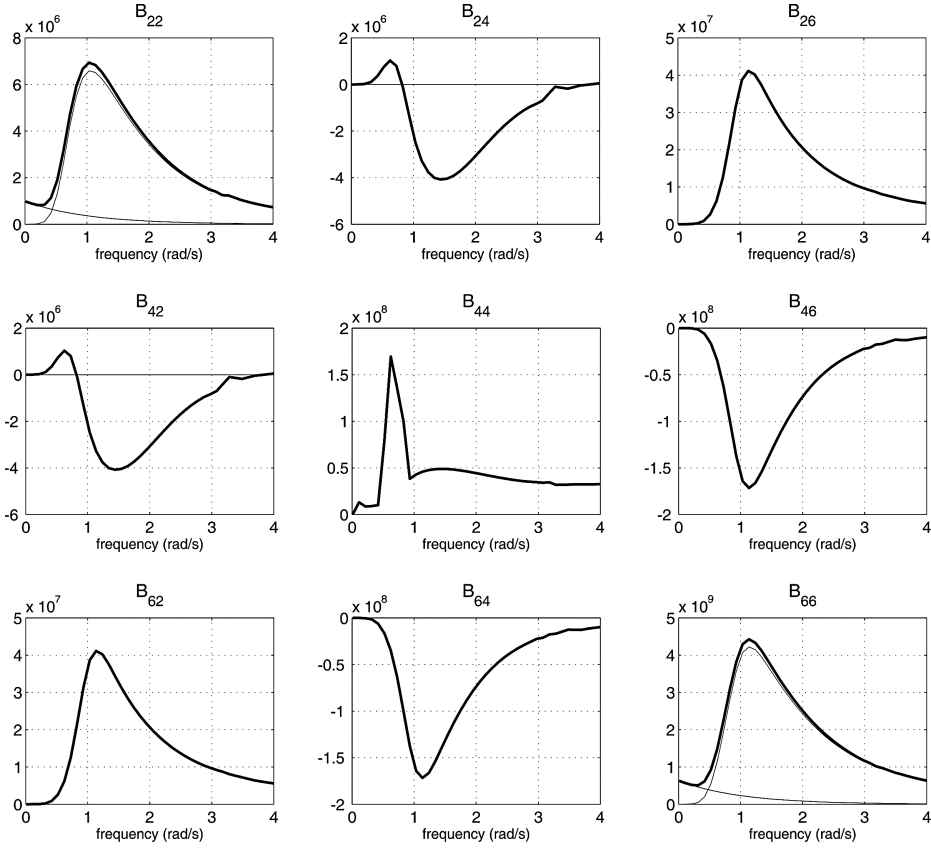 B22 B24 B26
x 10^6 x 10^6 x 10^7
8 2 5
6 0 4
4 -2 3
2 -4 2
0 -6 1
0
0 1 2 3 4 0 1 2 3 4 0 1 2 3 4
frequency (rad/s) frequency (rad/s) frequency (rad/s)
B42 B44 B46
x 10^6 x 10^8 x 10^8
2 2 0
0 1.5 -0.5
-2 1 -1
-4 0.5 -1.5
-6 0 -2
0 1 2 3 4 0 1 2 3 4 0 1 2 3 4
frequency (rad/s) frequency (rad/s) frequency (rad/s)
B62 B64 B66
x 10^7 x 10^8 x 10^9
5 0 5
4 -0.5 4
3 -1 3
2 -1.5 2
1 -2 1
0 0
0 1 2 3 4 0 1 2 3 4 0 1 2 3 4
frequency (rad/s) frequency (rad/s) frequency (rad/s)